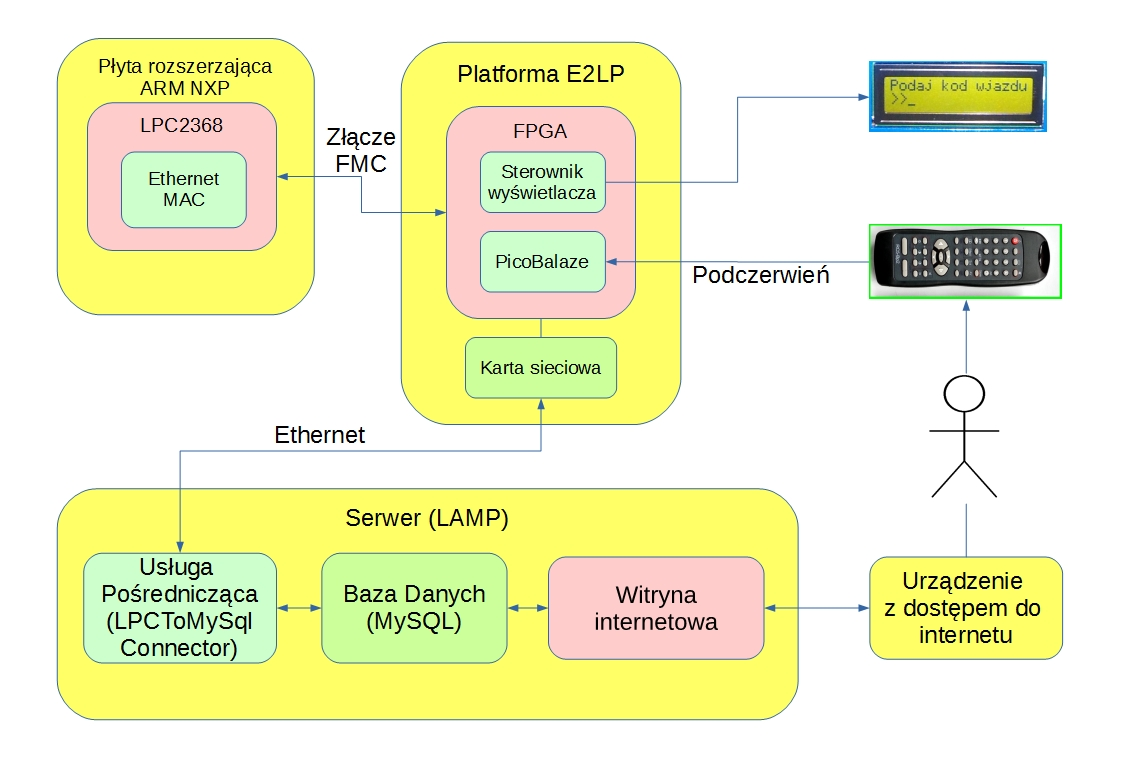 Płyta rozszerzająca
ARM NXP
LPC2368
Ethernet
MAC
Złącze
FMC
Platforma E2LP
FPGA
Sterownik
wyświetlacza
PicoBalaze
Karta sieciowa
Podaj kod wjazdu
>>_
Podczerwień
Ethernet
Serwer (LAMP)
Usługa
Pośrednicząca
(LPCToMySql
Connector)
Baza Danych
(MySQL)
Witryna
internetowa
Urządzenie
z dostępem do
internetu